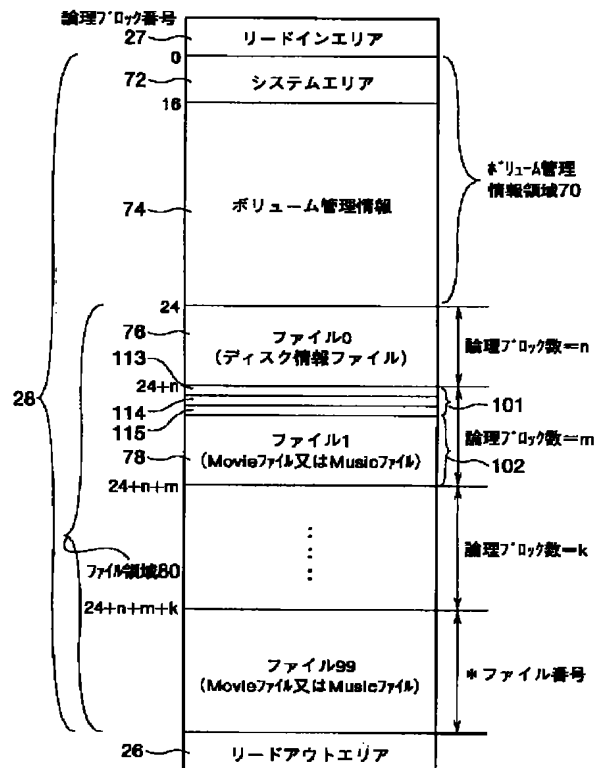 論理ブロック番号
27
リードインエリア
0
72
システムエリア
16
74
ボリューム管理情報
ボリューム管理
情報領域70
24
76
ファイル0
(ディスク情報ファイル)
論理ブロック数=n
113
24+n
28
114
101
115
論理ブロック数=m
78
ファイル1
(Movieファイル又はMusicファイル)
102
24+n+m
論理ブロック数=k
ファイル領域80
24+n+m+k
ファイル99
(Movieファイル又はMusicファイル)
*ファイル番号
26
リードアウトエリア